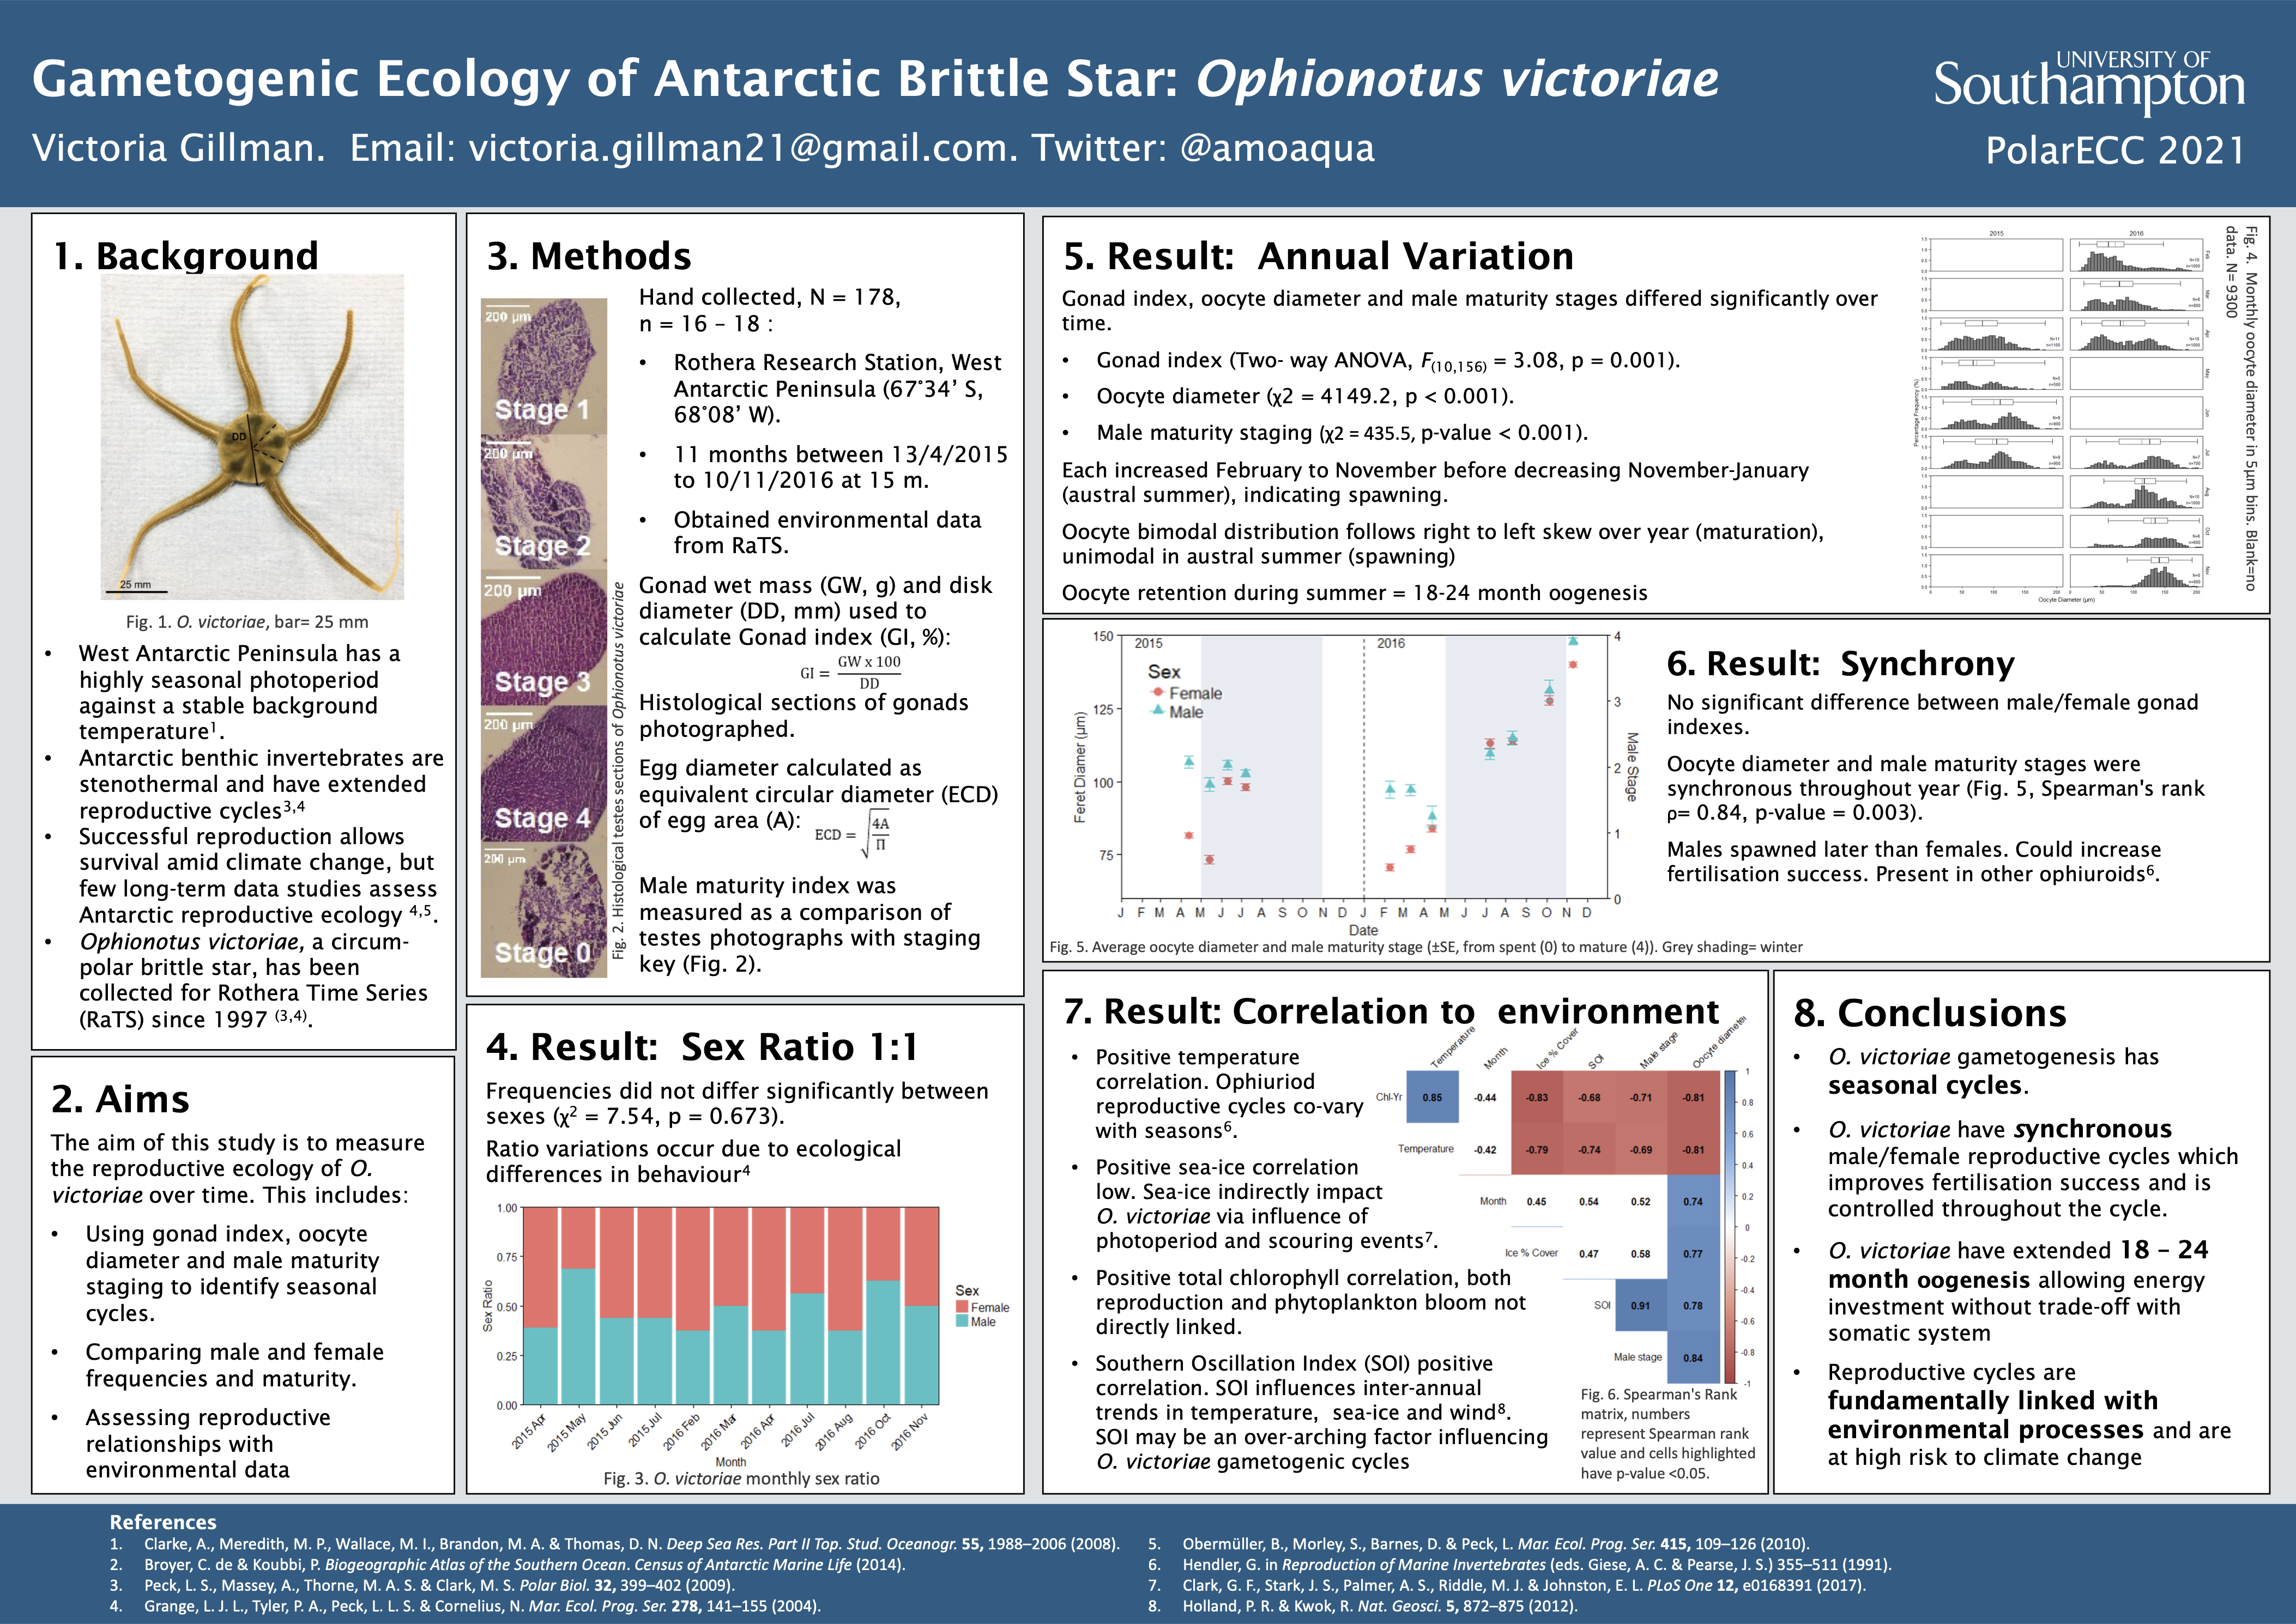 Gametogenic Ecology of Antarctic Brittle Star: Ophionotus victoriae
Victoria Gillman. Email: victoria.gillman21@gmail.com. Twitter: @amoaqua
UNIVERSITY OF
Southampton
PolarECC 2021
1. Background
DD
25 mm
Fig. 1. O. victoriae, bar= 25 mm
• West Antarctic Peninsula has a
highly seasonal photoperiod
against a stable background
temperature1.
• Antarctic benthic invertebrates are
stenothermal and have extended
reproductive cycles3,4
• Successful reproduction allows
survival amid climate change, but
few long-term data studies assess
Antarctic reproductive ecology 4,5.
• Ophionotus victoriae, a circum-
polar brittle star, has been
collected for Rothera Time Series
(RaTS) since 1997 (3,4).
2. Aims
The aim of this study is to measure
the reproductive ecology of O.
victoriae over time. This includes:
• Using gonad index, oocyte
diameter and male maturity
staging to identify seasonal
cycles.
• Comparing male and female
frequencies and maturity.
• Assessing reproductive
relationships with
environmental data
3. Methods
200 µm
Stage 1
200 µm
Stage 2
200 µm
Stage 3
200 µm
Stage 4
200 µm
Stage 0
Fig. 2. Histological testes sections of Ophionotus victoriae
Hand collected, N = 178,
n = 16 – 18 :
• Rothera Research Station, West
Antarctic Peninsula (67°34’ S,
68°08’ W).
• 11 months between 13/4/2015
to 10/11/2016 at 15 m.
• Obtained environmental data
from RaTS.
Gonad wet mass (GW, g) and disk
diameter (DD, mm) used to
calculate Gonad index (GI, %):
GI = GW x 100
DD
Histological sections of gonads
photographed.
Egg diameter calculated as
equivalent circular diameter (ECD)
of egg area (A):
ECD = √4A
Π
Male maturity index was
measured as a comparison of
testes photographs with staging
key (Fig. 2).
4. Result: Sex Ratio 1:1
Frequencies did not differ significantly between
sexes (χ2 = 7.54, p = 0.673).
Ratio variations occur due to ecological
differences in behaviour4
Sex Ratio
1.00
0.75
0.50
0.25
0.00
Sex
Female
Male
2015 Apr 2015 May 2015 Jun 2015 Jul 2016 Feb 2016 Mar 2016 Apr 2016 Jul 2016 Aug 2016 Oct 2016 Nov
Month
Fig. 3. O. victoriae monthly sex ratio
5. Result: Annual Variation
Gonad index, oocyte diameter and male maturity stages differed significantly over
time.
• Gonad index (Two- way ANOVA, F(10,156) = 3.08, p = 0.001).
• Oocyte diameter (χ2 = 4149.2, p < 0.001).
• Male maturity staging (χ2 = 435.5, p-value < 0.001).
Each increased February to November before decreasing November-January
(austral summer), indicating spawning.
Oocyte bimodal distribution follows right to left skew over year (maturation),
unimodal in austral summer (spawning)
Oocyte retention during summer = 18-24 month oogenesis
2015 2016
Percentage Frequency (%)
Oocyte Diameter (µm)
Fig. 4. Monthly oocyte diameter in 5µm bins. Blank=no
data. N= 9300
2015 2016
Sex
Female
Male
Feret Diamer (µm)
150
125
100
75
Male Stage
4
3
2
1
0
J F M A M J J A S O N D J F M A M J J A S O N D
Date
Fig. 5. Average oocyte diameter and male maturity stage (±SE, from spent (0) to mature (4)). Grey shading= winter
6. Result: Synchrony
No significant difference between male/female gonad
indexes.
Oocyte diameter and male maturity stages were
synchronous throughout year (Fig. 5, Spearman's rank
ρ= 0.84, p-value = 0.003).
Males spawned later than females. Could increase
fertilisation success. Present in other ophiuroids6.
7. Result: Correlation to environment
• Positive temperature
correlation. Ophiuriod
reproductive cycles co-vary
with seasons6.
• Positive sea-ice correlation
low. Sea-ice indirectly impact
O. victoriae via influence of
photoperiod and scouring events7.
• Positive total chlorophyll correlation, both
reproduction and phytoplankton bloom not
directly linked.
• Southern Oscillation Index (SOI) positive
correlation. SOI influences inter-annual
trends in temperature, sea-ice and wind8.
SOI may be an over-arching factor influencing
O. victoriae gametogenic cycles
Temperature Month Ice % Cover SOI Male stage Oocyte diameter
Chl-Yr 0.85 -0.44 -0.83 -0.68 -0.71 -0.81
Temperature -0.42 -0.79 -0.74 -0.69 -0.81
Month 0.45 0.54 0.52 0.74
Ice % Cover 0.47 0.58 0.77
SOI 0.91 0.78
Male stage 0.84
1
0.8
0.6
0.4
0.2
0
-0.2
-0.4
-0.6
-0.8
-1
Fig. 6. Spearman's Rank
matrix, numbers
represent Spearman rank
value and cells highlighted
have p-value <0.05.
8. Conclusions
• O. victoriae gametogenesis has
seasonal cycles.
• O. victoriae have synchronous
male/female reproductive cycles which
improves fertilisation success and is
controlled throughout the cycle.
• O. victoriae have extended 18 – 24
month oogenesis allowing energy
investment without trade-off with
somatic system
• Reproductive cycles are
fundamentally linked with
environmental processes and are
at high risk to climate change
References
1. Clarke, A., Meredith, M. P., Wallace, M. I., Brandon, M. A. & Thomas, D. N. Deep Sea Res. Part II Top. Stud. Oceanogr. 55, 1988–2006 (2008).
2. Broyer, C. de & Koubbi, P. Biogeographic Atlas of the Southern Ocean. Census of Antarctic Marine Life (2014).
3. Peck, L. S., Massey, A., Thorne, M. A. S. & Clark, M. S. Polar Biol. 32, 399–402 (2009).
4. Grange, L. J. L., Tyler, P. A., Peck, L. L. S. & Cornelius, N. Mar. Ecol. Prog. Ser. 278, 141–155 (2004).
5. Obermüller, B., Morley, S., Barnes, D. & Peck, L. Mar. Ecol. Prog. Ser. 415, 109–126 (2010).
6. Hendler, G. in Reproduction of Marine Invertebrates (eds. Giese, A. C. & Pearse, J. S.) 355–511 (1991).
7. Clark, G. F., Stark, J. S., Palmer, A. S., Riddle, M. J. & Johnston, E. L. PLoS One 12, e0168391 (2017).
8. Holland, P. R. & Kwok, R. Nat. Geosci. 5, 872–875 (2012).